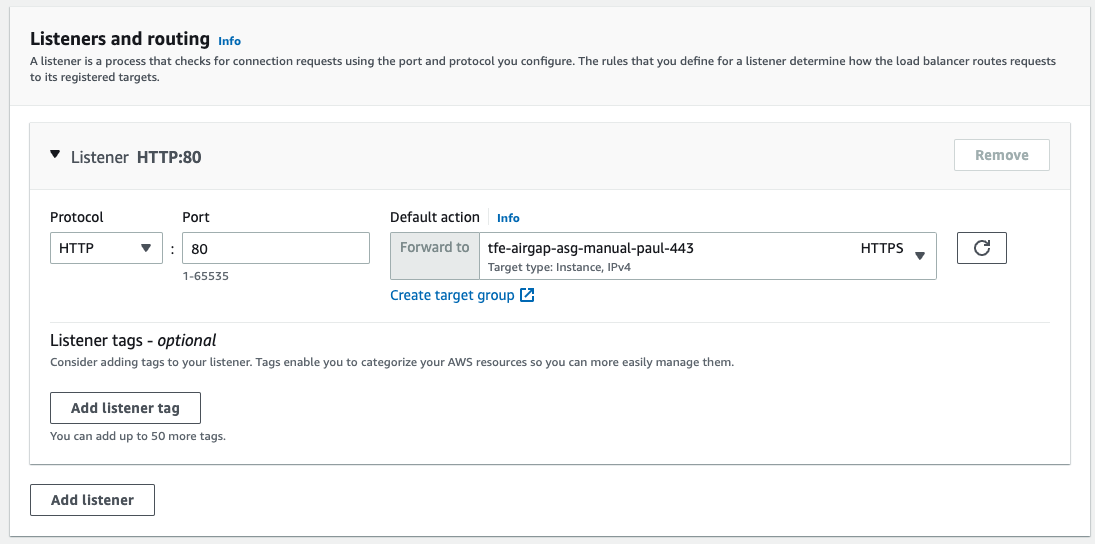 Listeners and routing Info
A listener is a process that checks for connection requests using the port and protocol you configure. The rules that you define for a listener determine how the load balancer routes requests
to its registered targets.
Listener HTTP:80
Remove
Protocol
Port
Default action
Info
HTTP
:
80
Forward to
tfe-airgap-asg-manual-paul-443
HTTPS
Target type: Instance, IPv4
1-65535
Create target group
Listener tags - optional
Consider adding tags to your listener. Tags enable you to categorize your AWS resources so you can more easily manage them.
Add listener tag
You can add up to 50 more tags.
Add listener